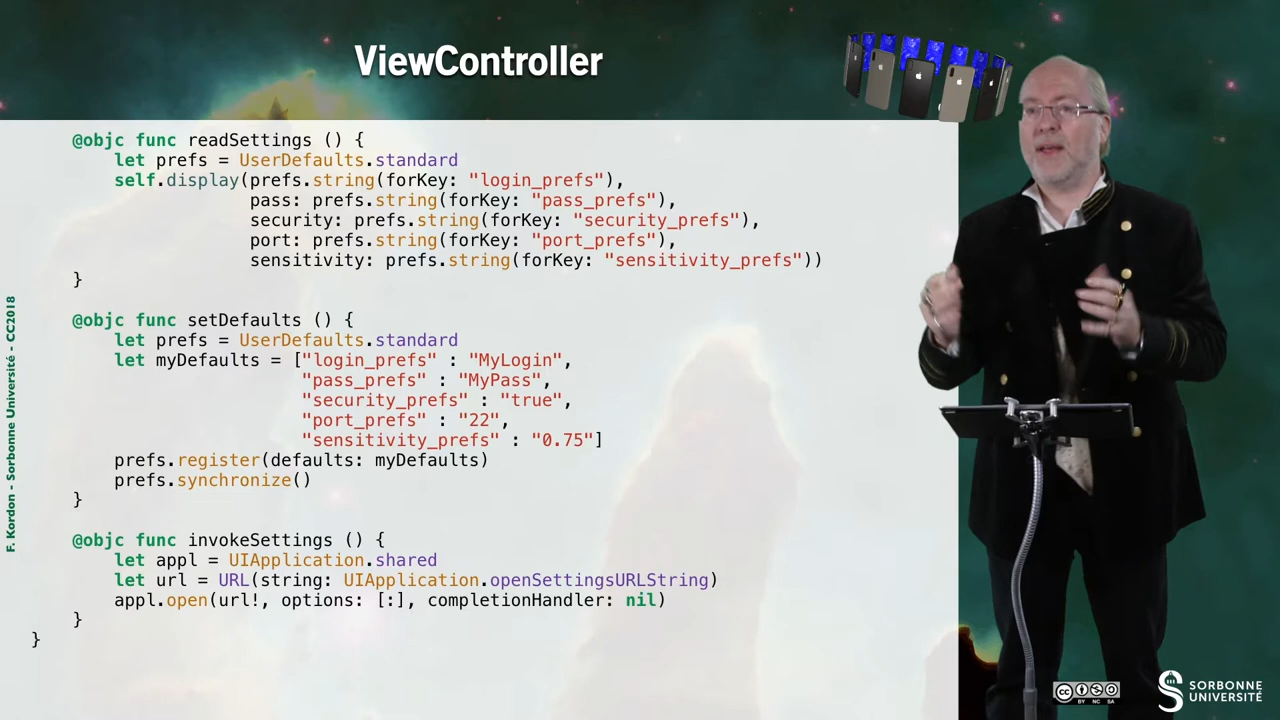 ViewController
@objc func readSettings () {
let prefs = UserDefaults.standard
self.display(prefs.string(forKey: "login_prefs"),
pass: prefs.string(forKey: "pass_prefs"),
security: prefs.string(forKey: "security_prefs"),
port: prefs.string(forKey: "port_prefs"),
sensitivity: prefs.string(forKey: "sensitivity_prefs"))
}
@objc func setDefaults () {
let prefs = UserDefaults.standard
let myDefaults = ["login_prefs" : "MyLogin",
"pass_prefs" : "MyPass",
"security_prefs" : "true",
"port_prefs" : "22",
"sensitivity_prefs" : "0.75"]
prefs.register(defaults: myDefaults)
prefs.synchronize()
}
@objc func invokeSettings () {
let appl = UIApplication.shared
let url = URL(string: UIApplication.openSettingsURLString)
appl.open(url!, options: [:], completionHandler: nil)
}
}
F. Kordon - Sorbonne Université - CC2018
cc
BY NC SA
SORBONNE
UNIVERSITÉ